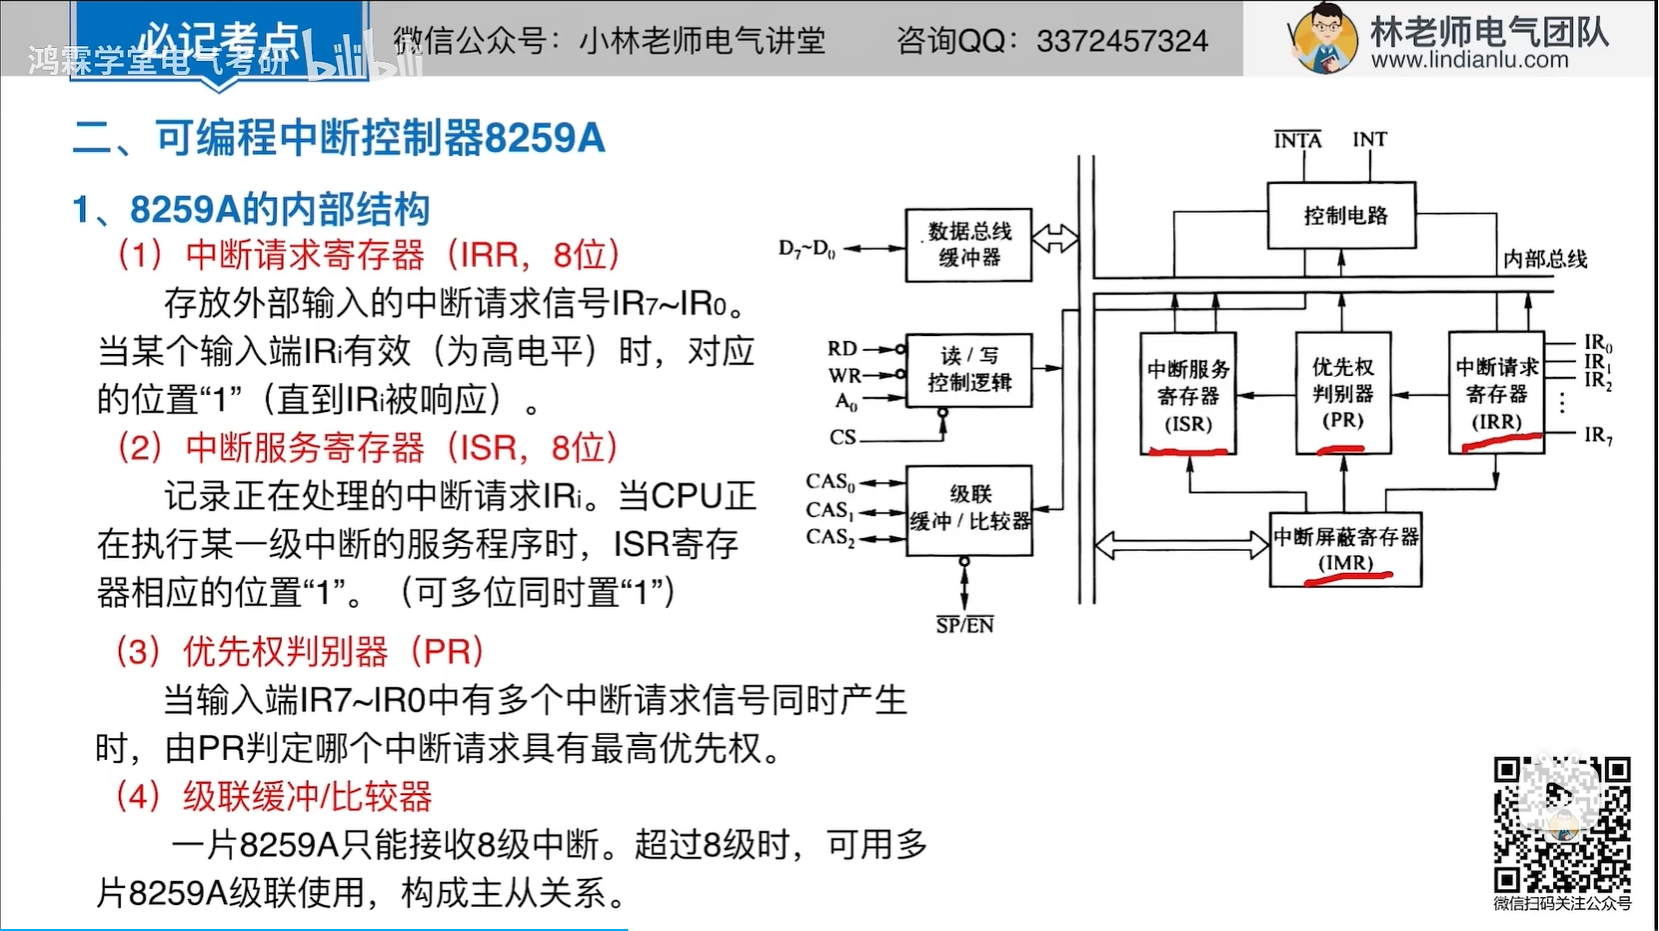 必记考点
鸿霖学堂电气考研 bilibili
微信公众号：小林老师电气讲堂
咨询QQ：3372457324
林老师电气团队
www.lindianlu.com
二、可编程中断控制器8259A
1、8259A的内部结构
（1）中断请求寄存器（IRR，8位）
存放外部输入的中断请求信号IR7~IR0。
当某个输入端IRi有效（为高电平）时，对应
的位置“1”（直到IRi被响应）。
（2）中断服务寄存器（ISR，8位）
记录正在处理的中断请求IRi。当CPU正
在执行某一级中断的服务程序时，ISR寄存
器相应的位置“1”。（可多位同时置“1”）
（3）优先权判别器（PR）
当输入端IR7~IR0中有多个中断请求信号同时产生
时，由PR判定哪个中断请求具有最高优先权。
（4）级联缓冲/比较器
一片8259A只能接收8级中断。超过8级时，可用多
片8259A级联使用，构成主从关系。
INTA INT
控制电路
内部总线
D7~D0
数据总线
缓冲器
RD
WR
A0
CS
读/写
控制逻辑
CAS0
CAS1
CAS2
级联
缓冲/比较器
SP/EN
中断服务
寄存器
(ISR)
优先权
判别器
(PR)
中断请求
寄存器
(IRR)
IR0
IR1
IR2
⋮
IR7
中断屏蔽寄存器
(IMR)
微信扫码关注公众号